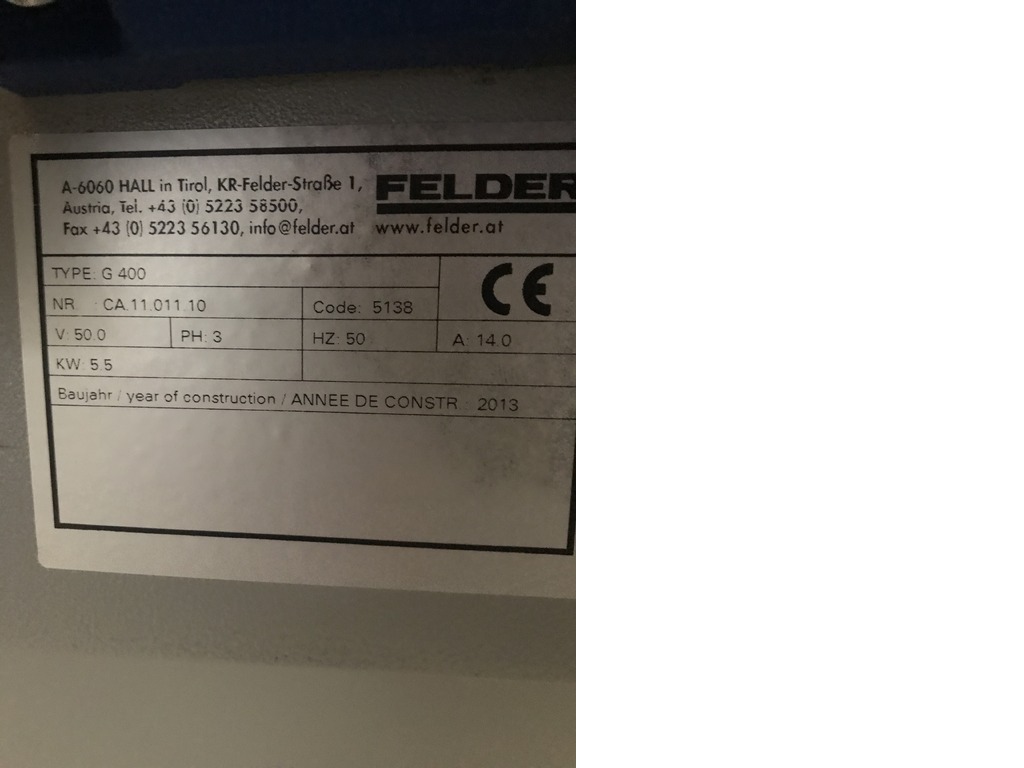 A-6060 HALL in Tirol, KR-Felder-Straße 1,
Austria, Tel. +43 (0) 5223 58500,
Fax +43 (0) 5223 56130, info@felder.at
FELDER
www.felder.at
TYPE: G 400
NR. : CA.11.011.10 Code: 5138
CE
V: 50.0 PH: 3 HZ: 50 A: 14.0
KW: 5.5
Baujahr / year of construction / ANNEE DE CONSTR.: 2013